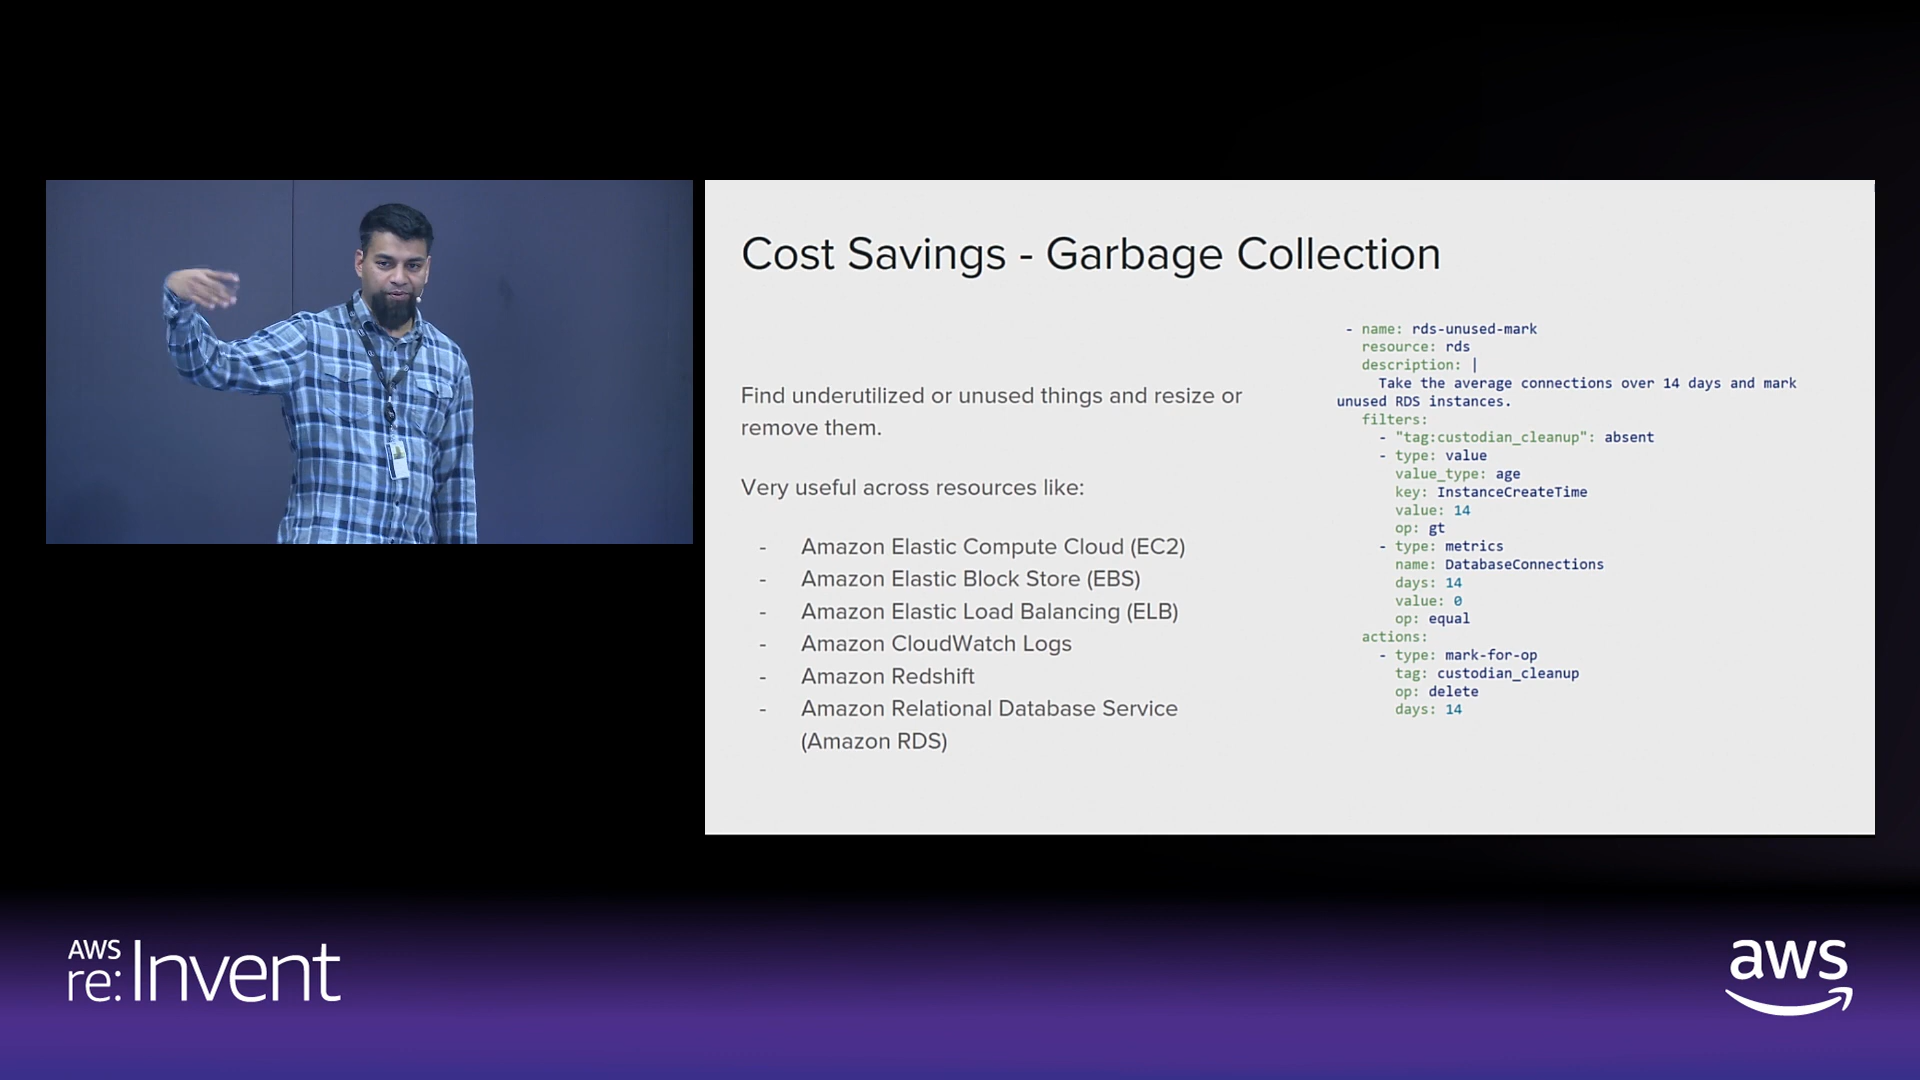 Cost Savings - Garbage Collection
Find underutilized or unused things and resize or
remove them.
Very useful across resources like:
- Amazon Elastic Compute Cloud (EC2)
- Amazon Elastic Block Store (EBS)
- Amazon Elastic Load Balancing (ELB)
- Amazon CloudWatch Logs
- Amazon Redshift
- Amazon Relational Database Service
(Amazon RDS)
- name: rds-unused-mark
resource: rds
description: |
Take the average connections over 14 days and mark
unused RDS instances.
filters:
- "tag:custodian_cleanup": absent
- type: value
value_type: age
key: InstanceCreateTime
value: 14
op: gt
- type: metrics
name: DatabaseConnections
days: 14
value: 0
op: equal
actions:
- type: mark-for-op
tag: custodian_cleanup
op: delete
days: 14
AWS
re:Invent
aws